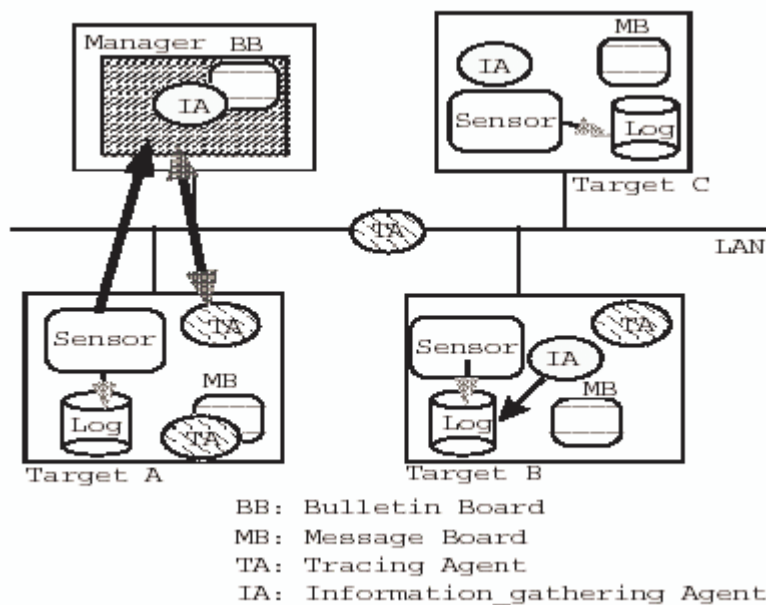 Manager
BB
IA
MB
IA
Sensor
Log
Target C
TA
LAN
Sensor
TA
MB
Log
TA
Target A
Sensor
TA
IA
MB
Log
Target B
BB: Bulletin Board
MB: Message Board
TA: Tracing Agent
IA: Information_gathering Agent